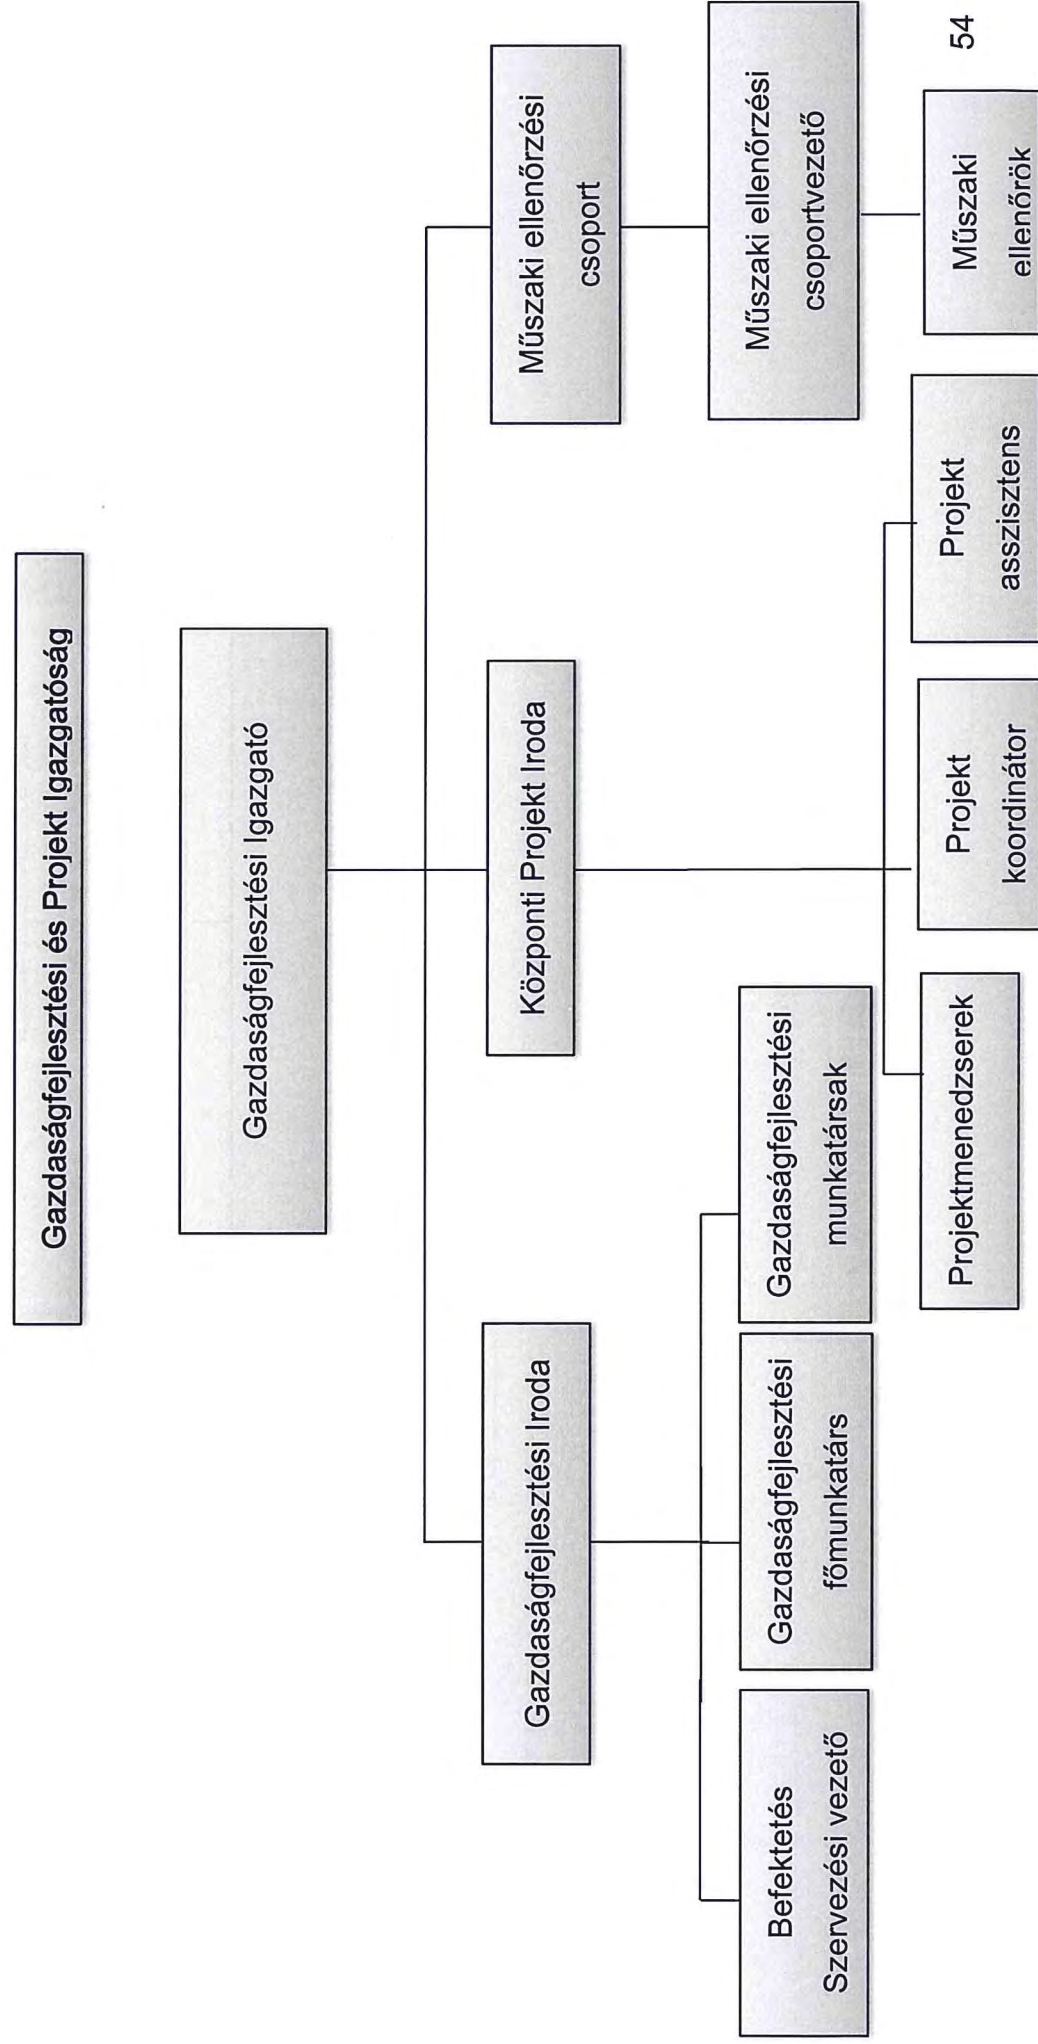 Gazdaságfejlesztési és Projekt Igazgatóság
Gazdaságfejlesztési Igazgató
Gazdaságfejlesztési Iroda
Központi Projekt Iroda
Műszaki ellenőrzési
csoport
Befektetés
Szervezési vezető
Gazdaságfejlesztési
főmunkatárs
Gazdaságfejlesztési
munkatársak
Műszaki ellenőrzési
csoportvezető
Projektmenedzserek
Projekt
koordinátor
Projekt
asszisztens
Műszaki
ellenőrök
54